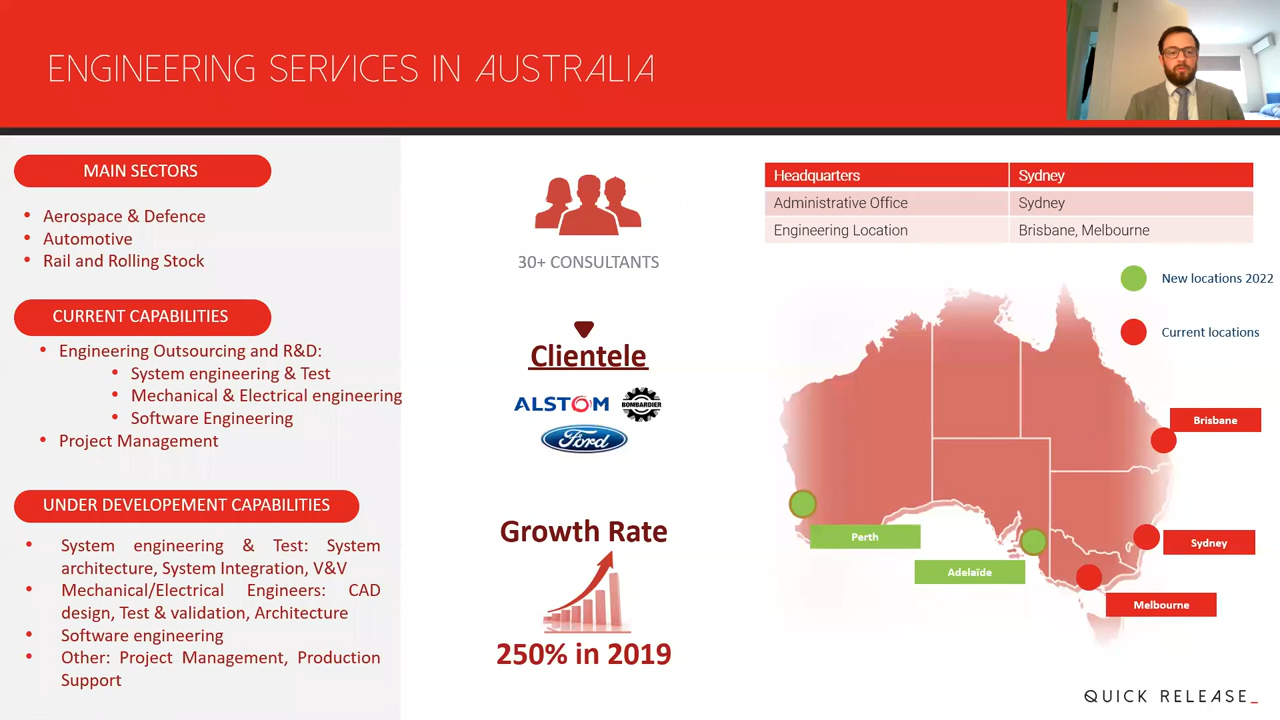 ENGINEERING SERVICES IN AUSTRALIA
MAIN SECTORS
• Aerospace & Defence
• Automotive
• Rail and Rolling Stock
CURRENT CAPABILITIES
• Engineering Outsourcing and R&D:
• System engineering & Test
• Mechanical & Electrical engineering
• Software Engineering
• Project Management
UNDER DEVELOPEMENT CAPABILITIES
• System engineering & Test: System
architecture, System Integration, V&V
• Mechanical/Electrical Engineers: CAD
design, Test & validation, Architecture
• Software engineering
• Other: Project Management, Production
Support
30+ CONSULTANTS
Clientele
ALSTOM
BOMBARDIER
Ford
Growth Rate
250% in 2019
Headquarters Sydney
Administrative Office Sydney
Engineering Location Brisbane, Melbourne
New locations 2022
Current locations
Brisbane
Perth
Sydney
Adelaïde
Melbourne
QUICK RELEASE_